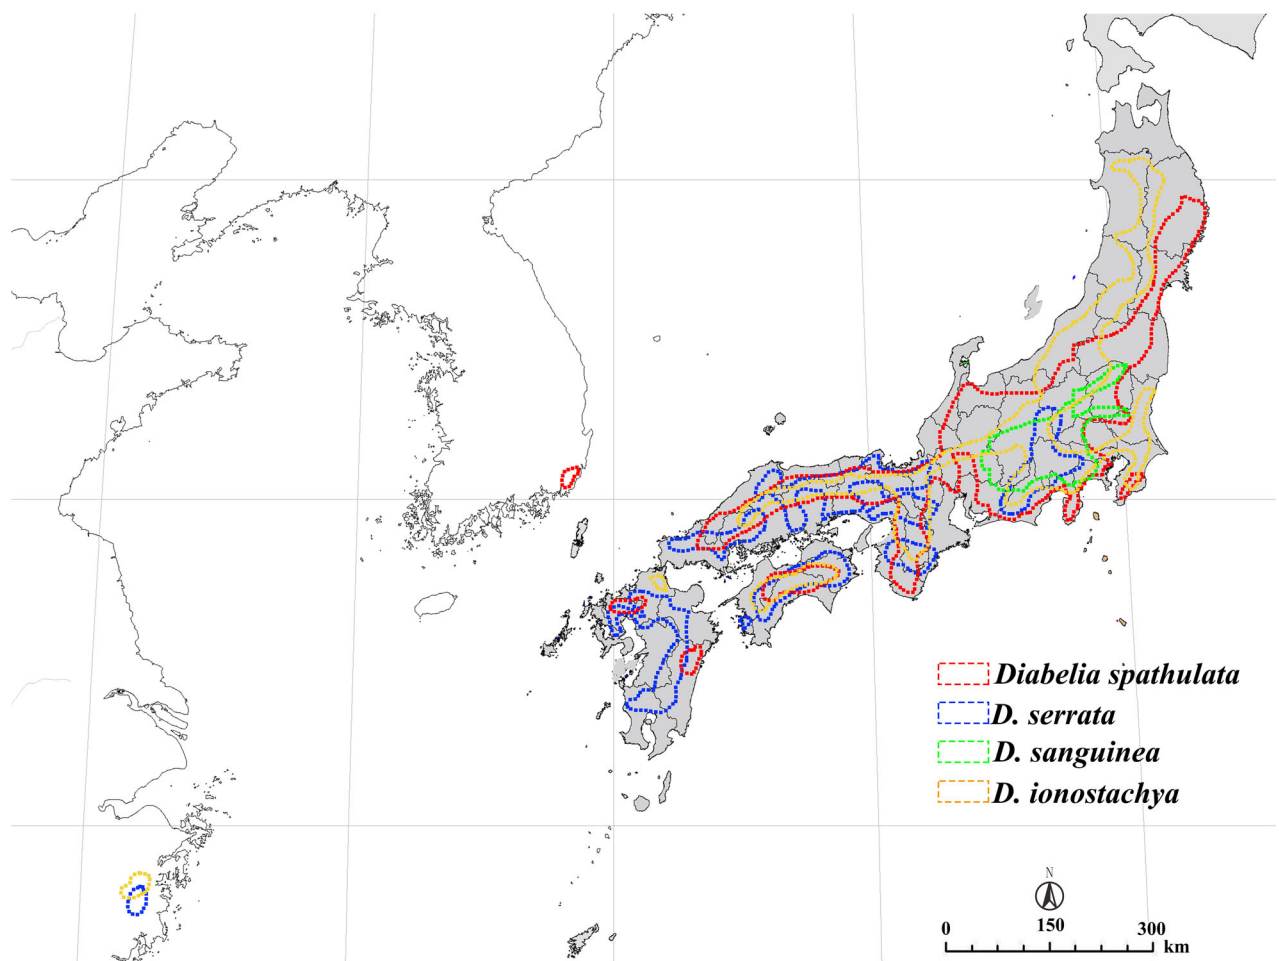 Diabelia spathulata
D. serrata
D. sanguinea
D. ionostachya
N
0 150 300
km